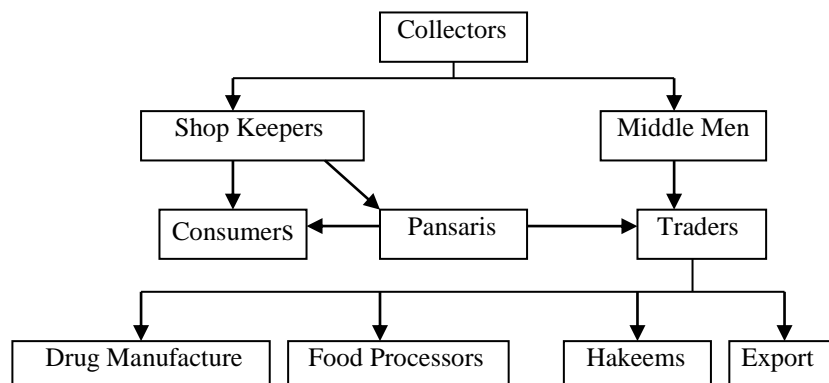 Collectors
Shop Keepers
Middle Men
Consumers
Pansaris
Traders
Drug Manufacture
Food Processors
Hakeems
Export